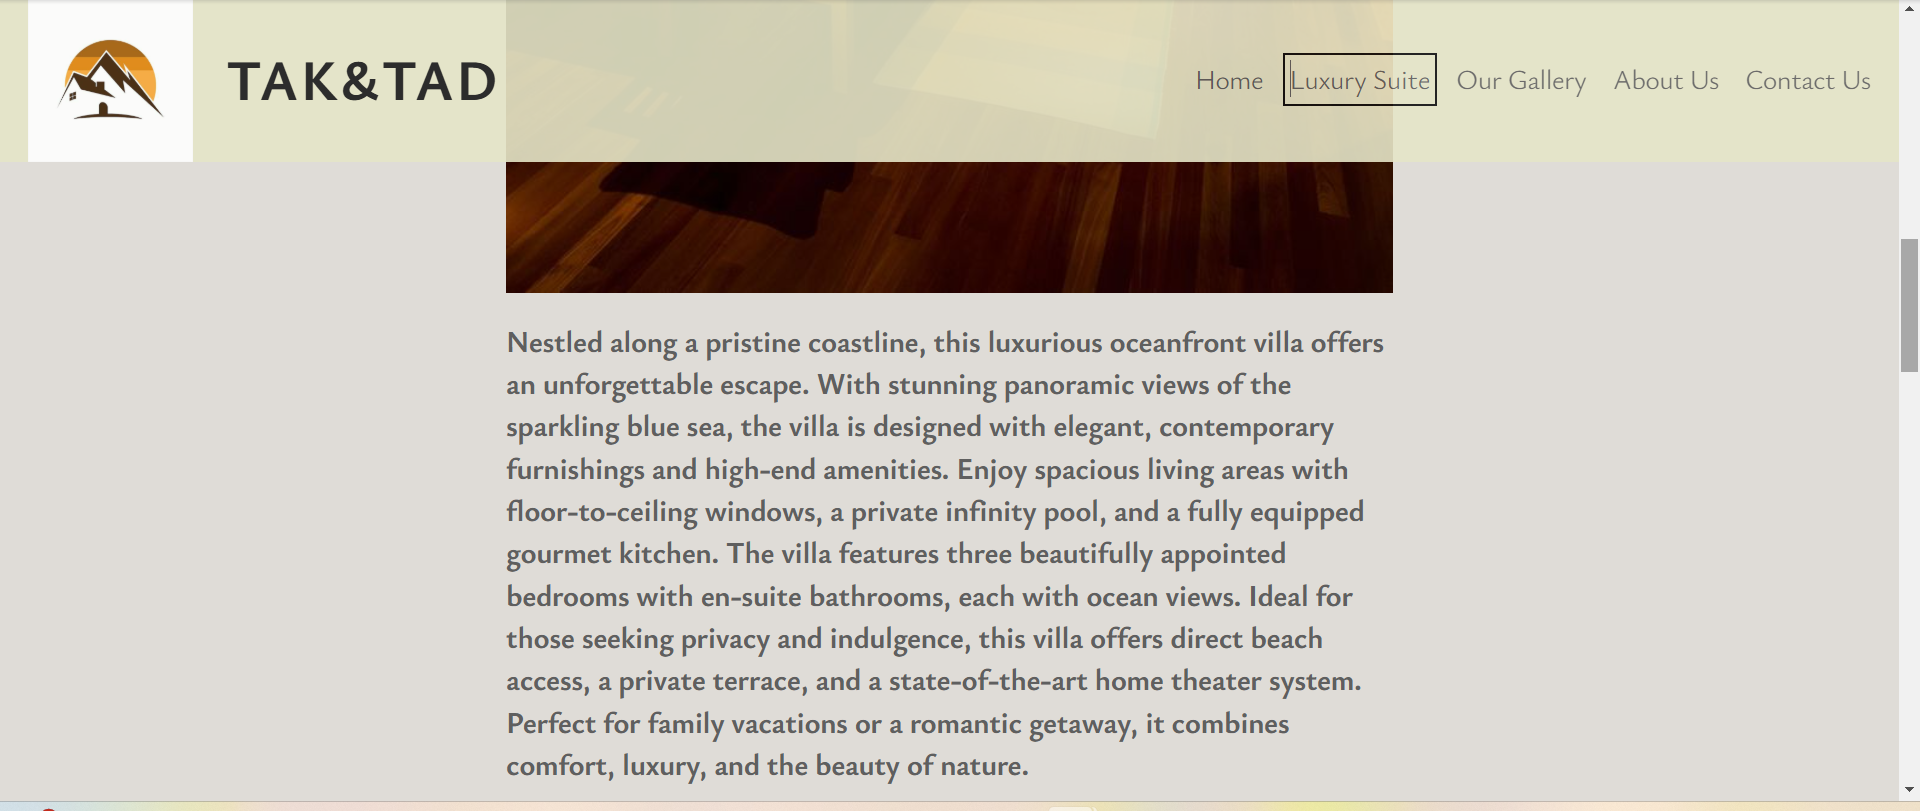 TAK&TAD
Home Luxury Suite Our Gallery About Us Contact Us
Nestled along a pristine coastline, this luxurious oceanfront villa offers
an unforgettable escape. With stunning panoramic views of the
sparkling blue sea, the villa is designed with elegant, contemporary
furnishings and high-end amenities. Enjoy spacious living areas with
floor-to-ceiling windows, a private infinity pool, and a fully equipped
gourmet kitchen. The villa features three beautifully appointed
bedrooms with en-suite bathrooms, each with ocean views. Ideal for
those seeking privacy and indulgence, this villa offers direct beach
access, a private terrace, and a state-of-the-art home theater system.
Perfect for family vacations or a romantic getaway, it combines
comfort, luxury, and the beauty of nature.